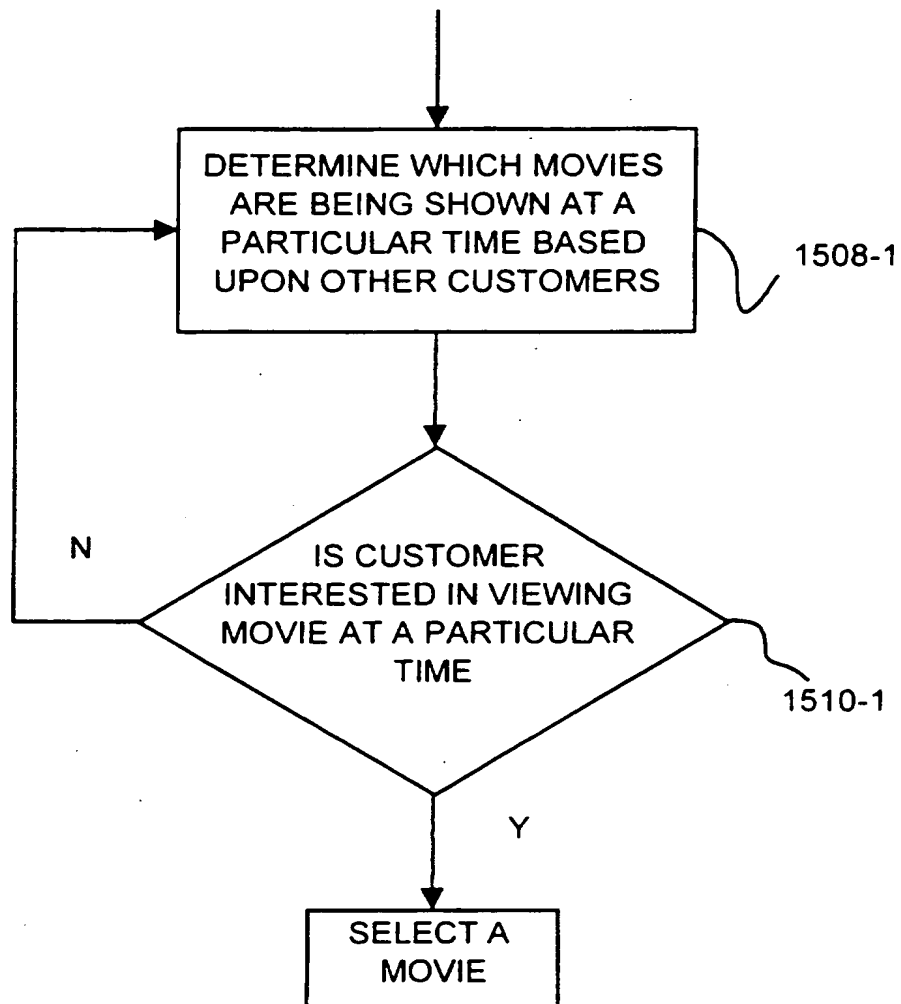 DETERMINE WHICH MOVIES
ARE BEING SHOWN AT A
PARTICULAR TIME BASED
UPON OTHER CUSTOMERS
1508-1
N
IS CUSTOMER
INTERESTED IN VIEWING
MOVIE AT A PARTICULAR
TIME
1510-1
Y
SELECT A
MOVIE